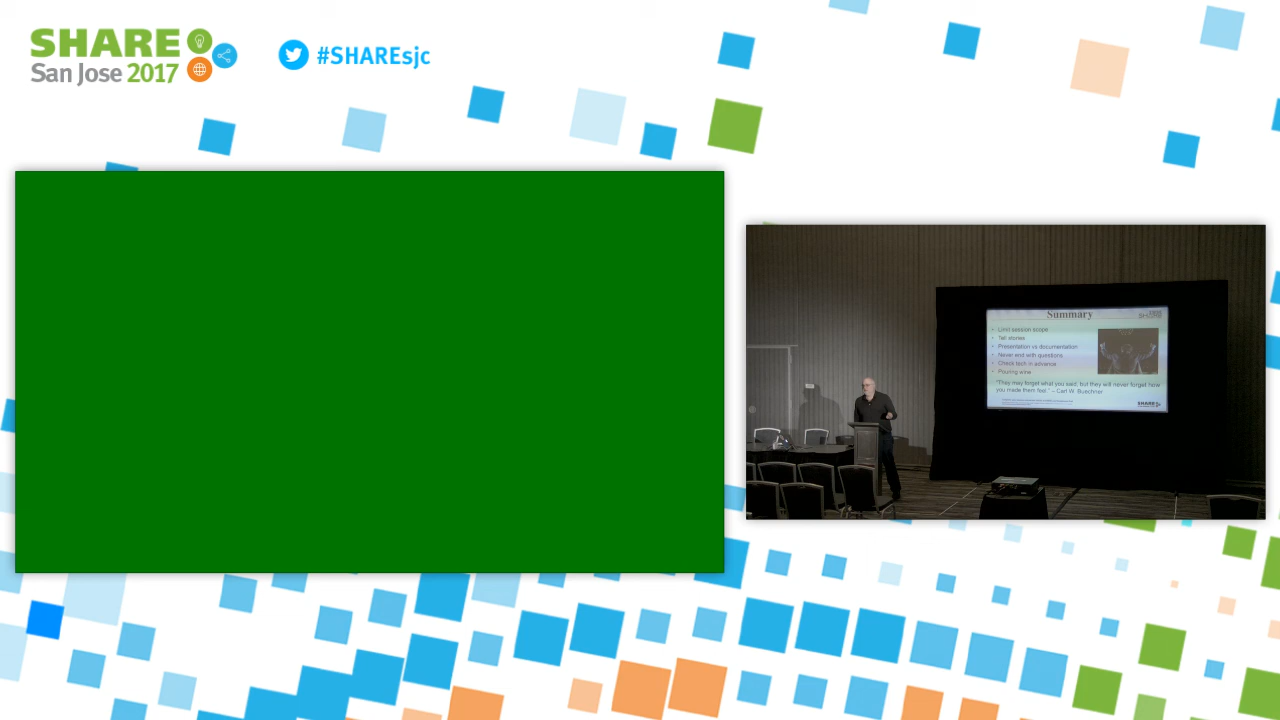 SHARE
San Jose 2017
#SHAREsjc
Summary
• Limit session scope
• Tell stories
• Presentation vs documentation
• Never end with questions
• Check tech in advance
• Pouring wine
"They may forget what you said, but they will never forget how
you made them feel." – Carl W. Buechner
SHARE